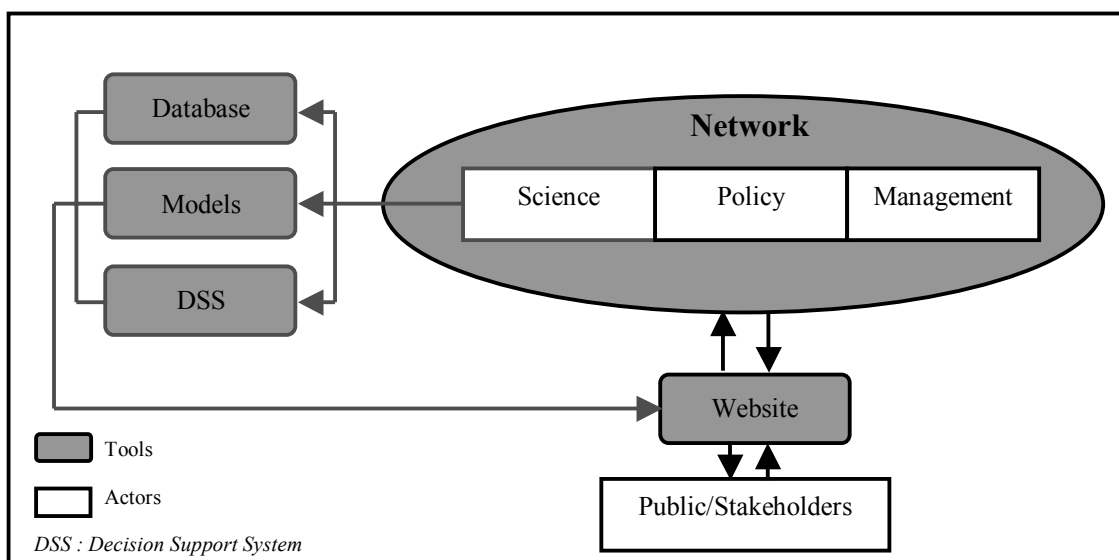 Database
Network
Models
Science
Policy
Management
DSS
Website
Tools
Actors
Public/Stakeholders
DSS : Decision Support System